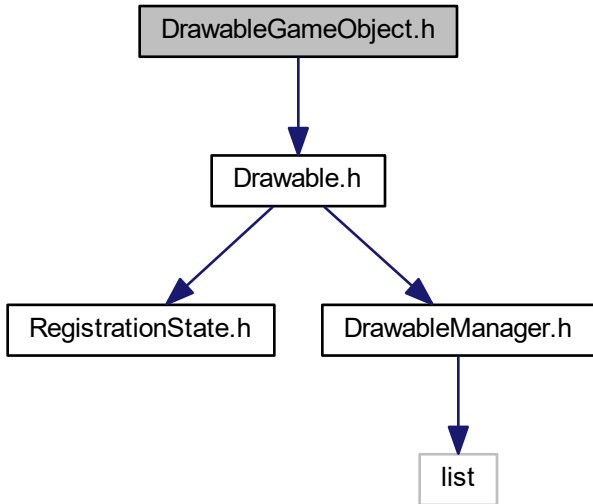 DrawableGameObject.h
Drawable.h
RegistrationState.h
DrawableManager.h
list